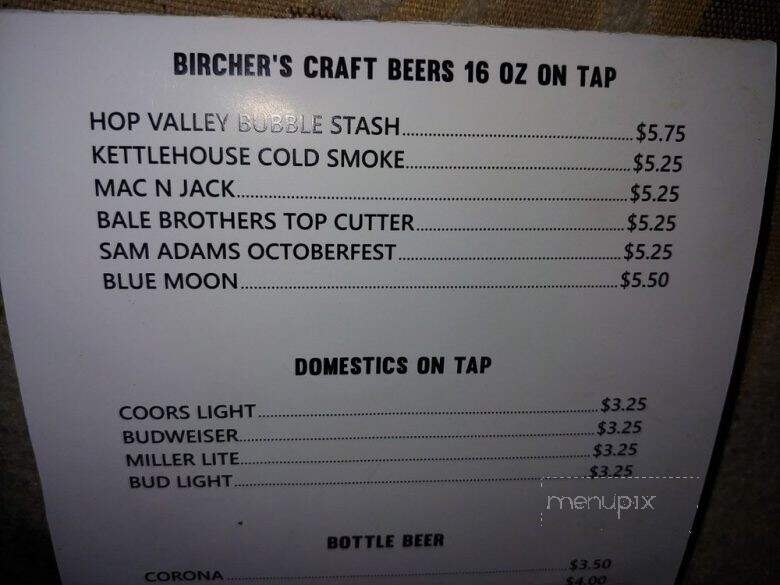 BIRCHER'S CRAFT BEERS 16 OZ ON TAP
HOP VALLEY BUBBLE STASH $5.75
KETTLEHOUSE COLD SMOKE $5.25
MAC N JACK $5.25
BALE BROTHERS TOP CUTTER $5.25
SAM ADAMS OCTOBERFEST $5.25
BLUE MOON $5.50
DOMESTICS ON TAP
COORS LIGHT $3.25
BUDWEISER $3.25
MILLER LITE $3.25
BUD LIGHT $3.25
menupix
BOTTLE BEER
CORONA $3.50
$4.00